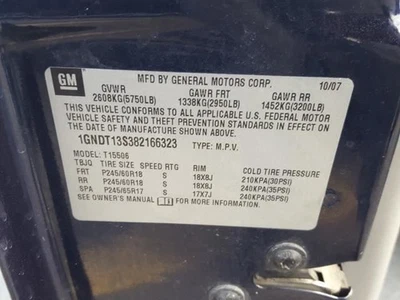 GM MFD BY GENERAL MOTORS CORP. 10/07
GVWR GAWR FRT GAWR RR
2608KG(5750LB) 1338KG(2950LB) 1452KG(3200LB)
THIS VEHICLE CONFORMS TO ALL APPLICABLE U.S. FEDERAL MOTOR
VEHICLE SAFETY AND THEFT PREVENTION STANDARDS IN EFFECT
ON THE DATE OF MANUFACTURE SHOWN ABOVE.
1GNDT13S382166323 TYPE: M.P.V.
MODEL: T15506
TBJQ TIRE SIZE SPEED RTG RIM COLD TIRE PRESSURE
FRT P245/60R18 S 18X8J 210KPA(30PSI)
RR P245/60R18 S 18X8J 240KPA(35PSI)
SPA P245/65R17 S 17X7J 240KPA(35PSI)
SEE OWNER'S MANUAL FOR MORE INFORMATION.